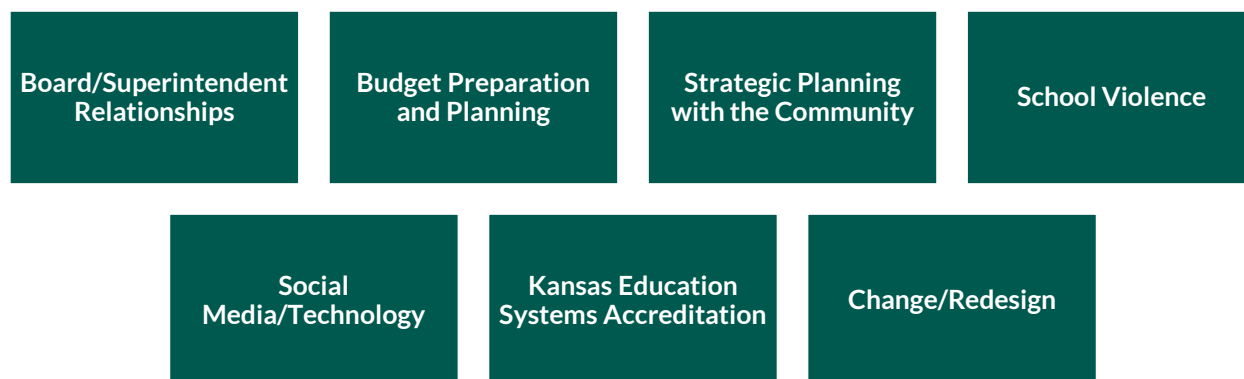 Board/Superintendent
Relationships
Budget Preparation
and Planning
Strategic Planning
with the Community
School Violence
Social
Media/Technology
Kansas Education
Systems Accreditation
Change/Redesign